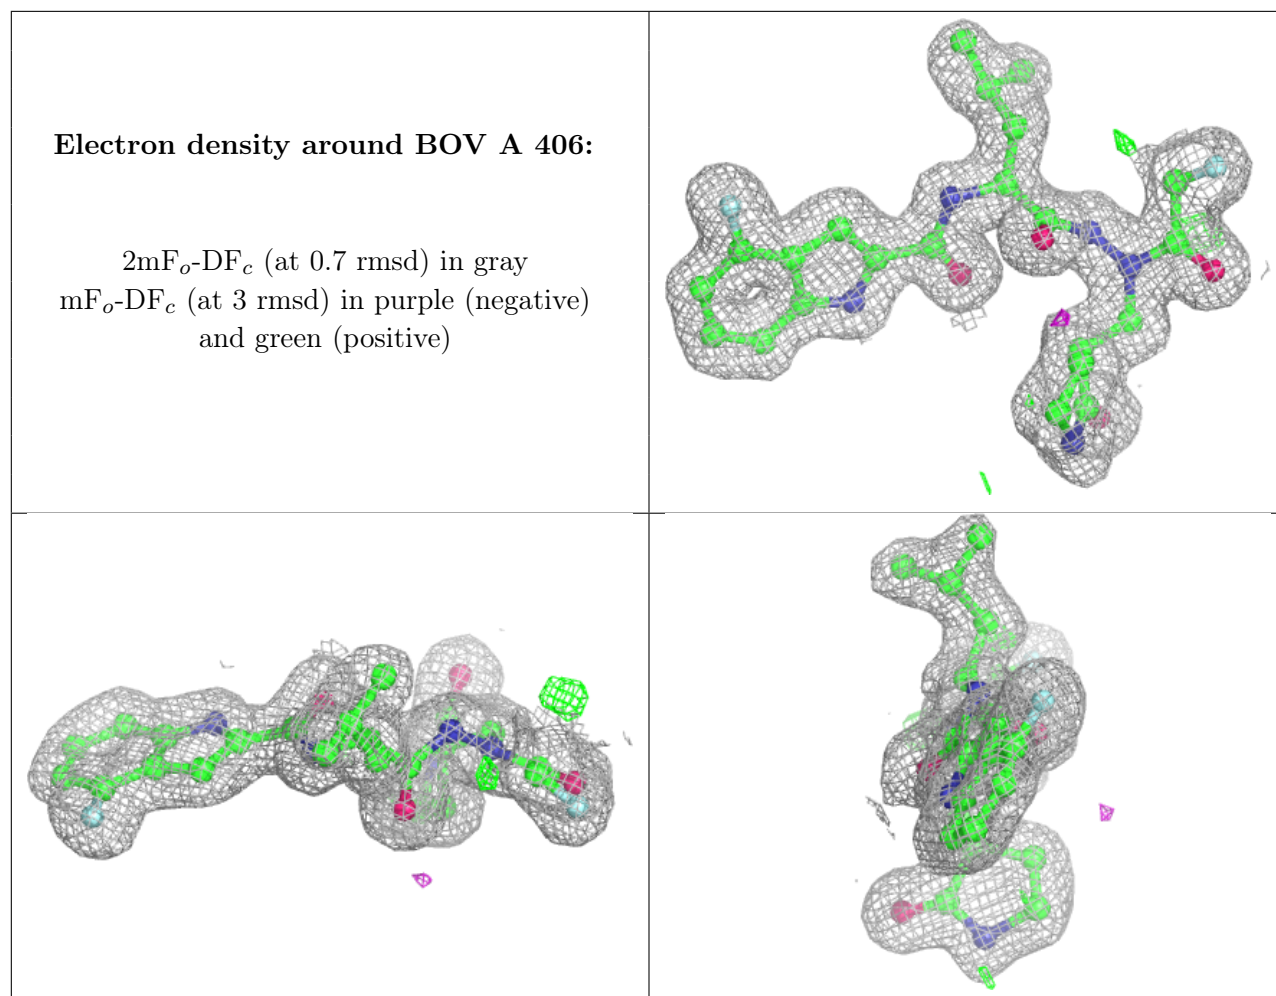 Electron density around BOV A 406:
2mFo-DFc (at 0.7 rmsd) in gray
mFo-DFc (at 3 rmsd) in purple (negative)
and green (positive)